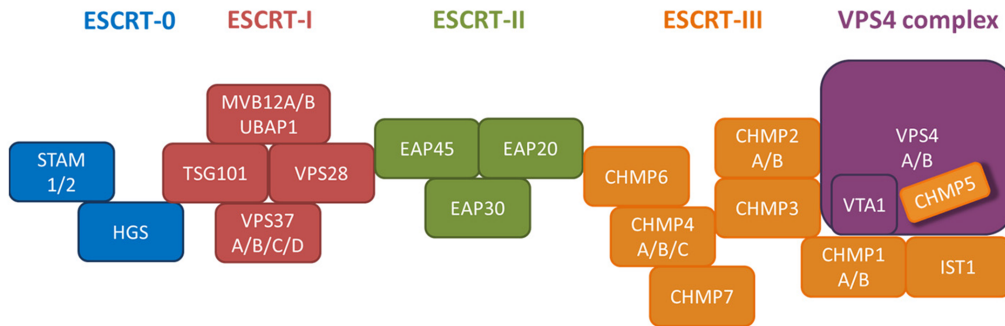 ESCRT-0
ESCRT-I
ESCRT-II
ESCRT-III
VPS4 complex
STAM
1/2
HGS
MVB12A/B
UBAP1
TSG101
VPS28
VPS37
A/B/C/D
EAP45
EAP20
EAP30
CHMP6
CHMP4
A/B/C
CHMP7
CHMP2
A/B
CHMP3
VPS4
A/B
VTA1
CHMP5
CHMP1
A/B
IST1